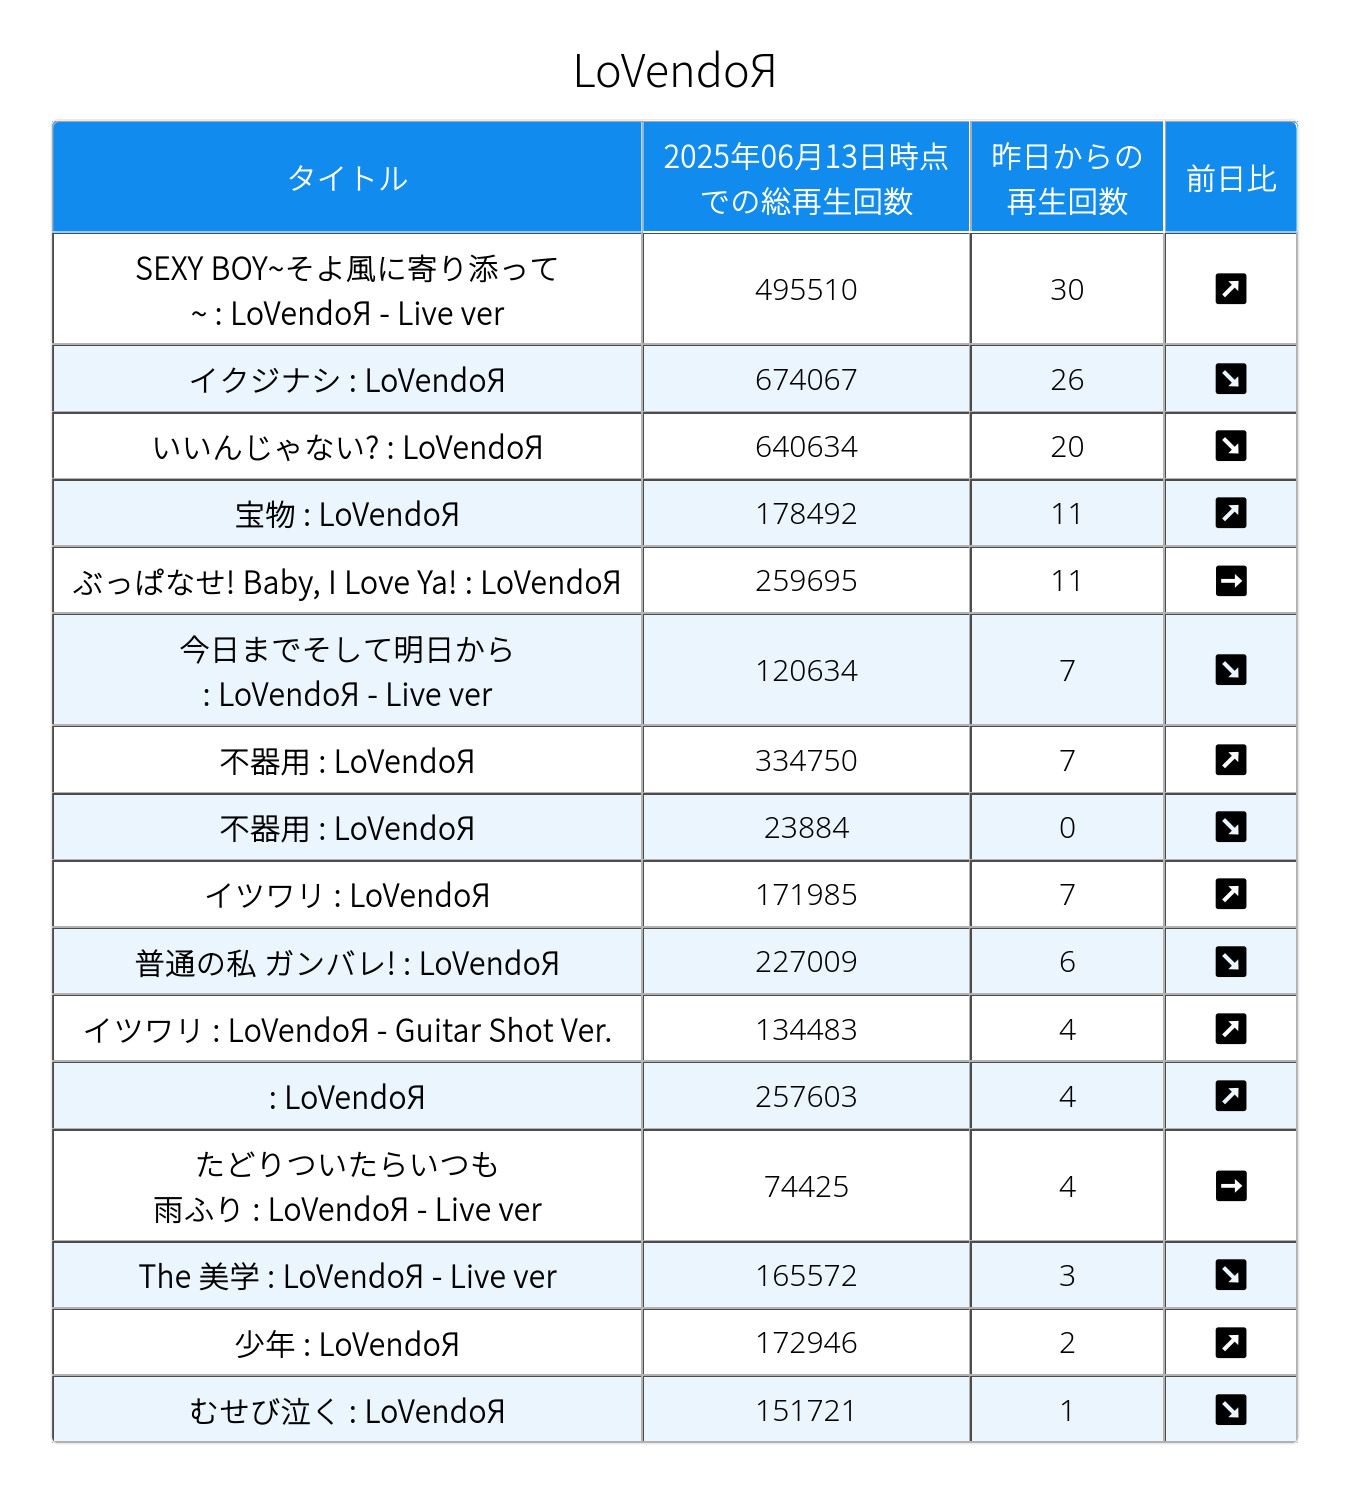 LoVendoЯ
タイトル
2025年06月13日時点
での総再生回数
昨日からの
再生回数
前日比
SEXY BOY~そよ風に寄り添って
~ : LoVendoЯ - Live ver
495510
30
イクジナシ : LoVendoЯ
674067
26
いいんじゃない? : LoVendoЯ
640634
20
宝物 : LoVendoЯ
178492
11
ぶっぱなせ! Baby, I Love Ya! : LoVendoЯ
259695
11
今日までそして明日から
: LoVendoЯ - Live ver
120634
7
不器用 : LoVendoЯ
334750
7
不器用 : LoVendoЯ
23884
0
イツワリ : LoVendoЯ
171985
7
普通の私 ガンバレ! : LoVendoЯ
227009
6
イツワリ : LoVendoЯ - Guitar Shot Ver.
134483
4
: LoVendoЯ
257603
4
たどりついたらいつも
雨ふり : LoVendoЯ - Live ver
74425
4
The 美学 : LoVendoЯ - Live ver
165572
3
少年 : LoVendoЯ
172946
2
むせび泣く : LoVendoЯ
151721
1